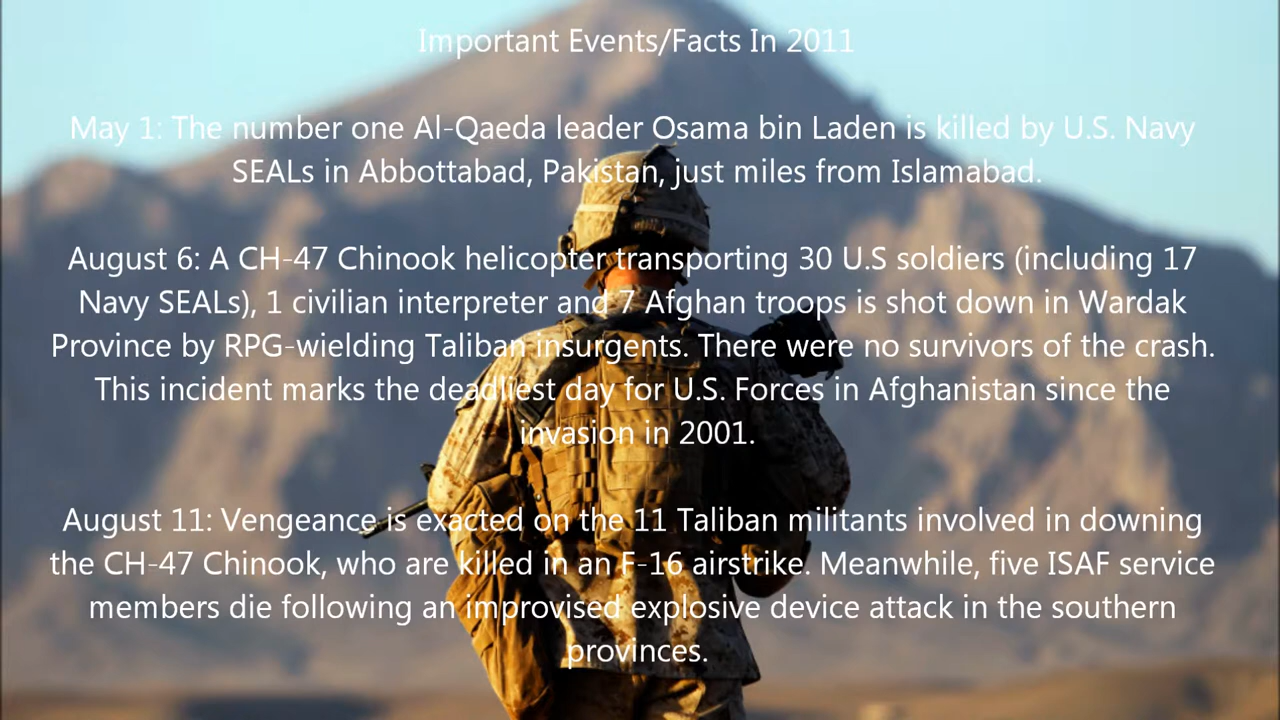 Important Events/Facts In 2011
May 1: The number one Al-Qaeda leader Osama bin Laden is killed by U.S. Navy
SEALs in Abbottabad, Pakistan, just miles from Islamabad.
August 6: A CH-47 Chinook helicopter transporting 30 U.S soldiers (including 17
Navy SEALs), 1 civilian interpreter and 7 Afghan troops is shot down in Wardak
Province by RPG-wielding Taliban insurgents. There were no survivors of the crash.
This incident marks the deadliest day for U.S. Forces in Afghanistan since the
invasion in 2001.
August 11: Vengeance is exacted on the 11 Taliban militants involved in downing
the CH-47 Chinook, who are killed in an F-16 airstrike. Meanwhile, five ISAF service
members die following an improvised explosive device attack in the southern
provinces.